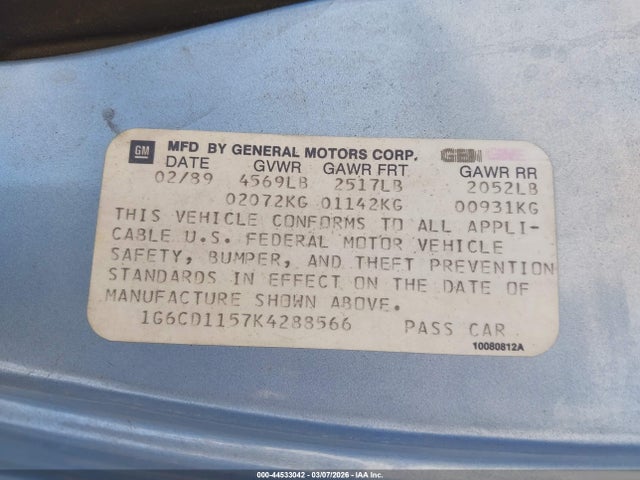 GM MFD BY GENERAL MOTORS CORP.
DATE GVWR GAWR FRT GAWR RR
02/89 4569LB 2517LB 2052LB
02072KG 01142KG 00931KG
THIS VEHICLE CONFORMS TO ALL APPLI-
CABLE U.S. FEDERAL MOTOR VEHICLE
SAFETY, BUMPER, AND THEFT PREVENTION
STANDARDS IN EFFECT ON THE DATE OF
MANUFACTURE SHOWN ABOVE.
1G6CD1157K4288566 PASS CAR
10080812A
000-44533042 - 03/07/2026 - IAA Inc.